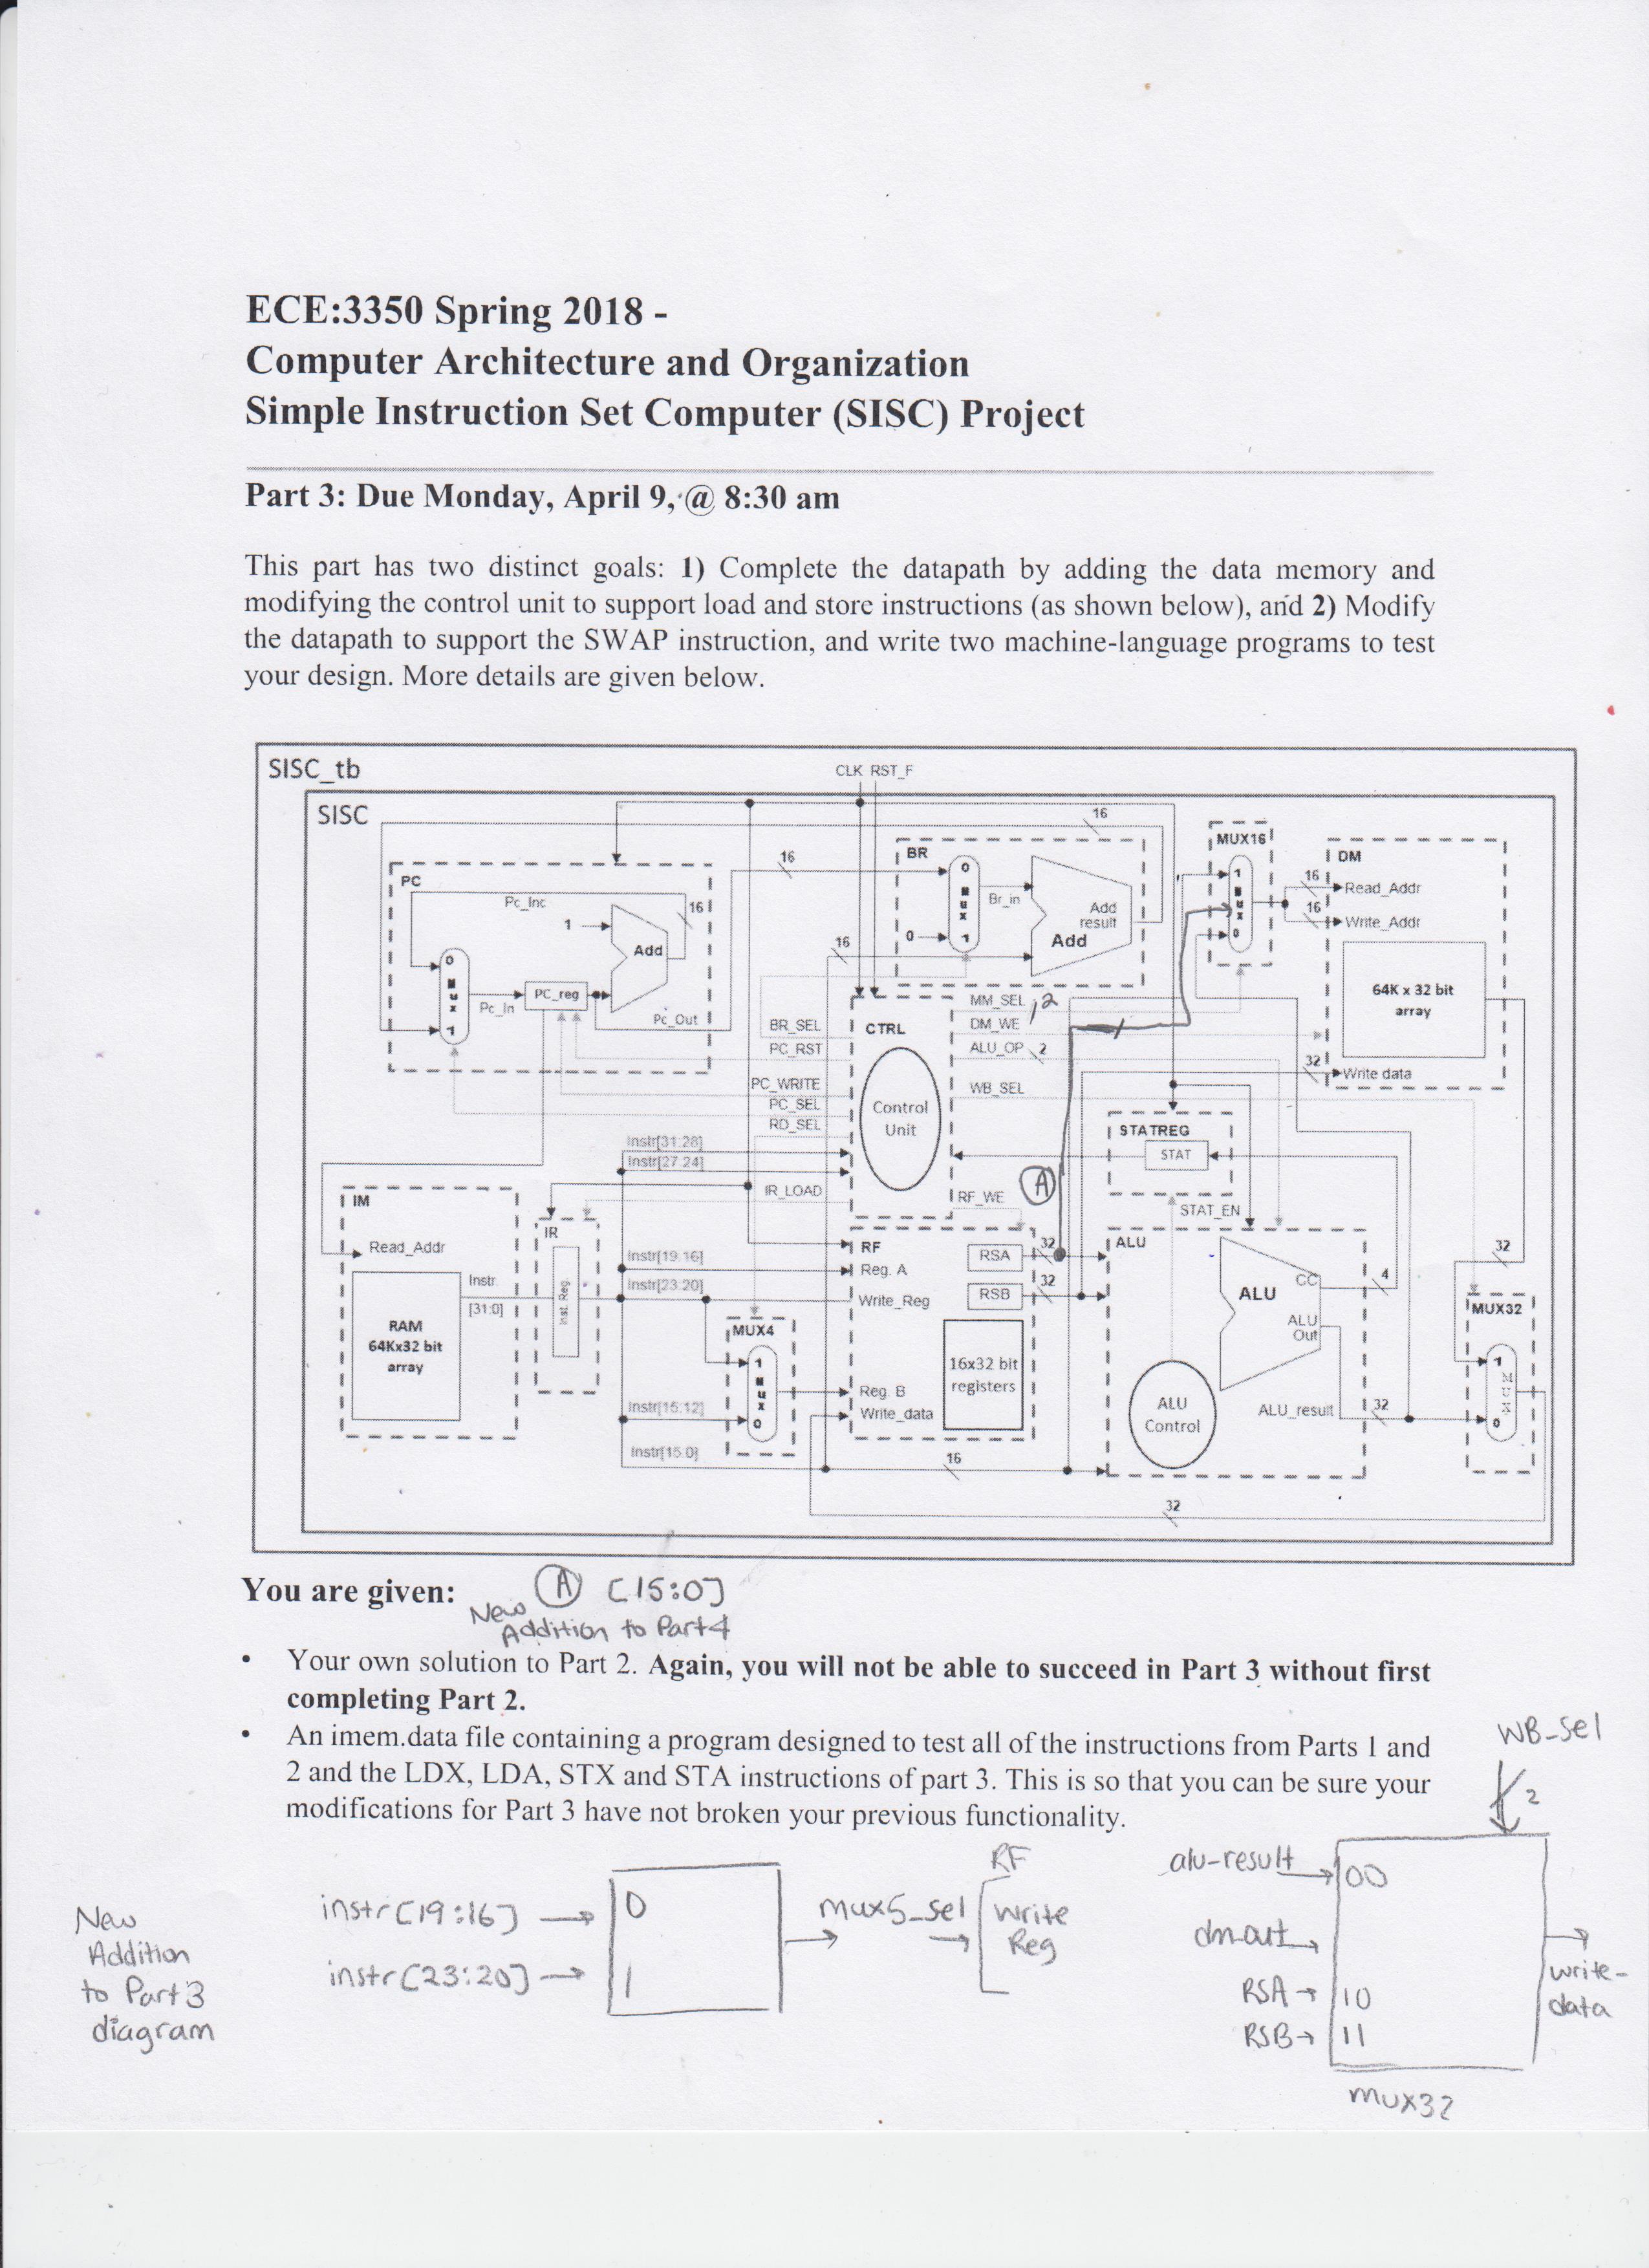 ECE:3350 Spring 2018 -
Computer Architecture and Organization
Simple Instruction Set Computer (SISC) Project
Part 3: Due Monday, April 9, @ 8:30 am
This part has two distinct goals: 1) Complete the datapath by adding the data memory and
modifying the control unit to support load and store instructions (as shown below), and 2) Modify
the datapath to support the SWAP instruction, and write two machine-language programs to test
your design. More details are given below.
SISC_tb
CLK RST_F
SISC
16
MUX16
BR
DM
PC
16
0
Mux
1
Br_in
Add
result
Add
0
1
Mux
0
16
Read_Addr
16
Write_Addr
Pc_Inc
16
1
Add
0
Mux
1
Pc_In
PC_reg
Pc_Out
16
64K x 32 bit
array
MM_SEL ,2
BR_SEL
CTRL
DM_WE
PC_RST
ALU_OP 2
32
Write data
PC_WRITE
WB_SEL
PC_SEL
Control
Unit
RD_SEL
STATREG
STAT
Instr[31:28]
Instr[27:24]
IR_LOAD
RF_WE
A
STAT_EN
IM
IR
Read_Addr
Instr[19:16]
RF
RSA
32
ALU
32
Reg. A
Instr
[31:0]
Inst. Reg
Instr[23:20]
Write_Reg
RSB
32
ALU
CC
4
MUX32
RAM
64Kx32 bit
array
MUX4
ALU
Out
1
Mux
0
16x32 bit
registers
1
MUX
0
Reg. B
Instr[15:12]
Write_data
ALU
Control
ALU_result
32
Instr[15:0]
16
32
You are given:
A [15:0]
New
Addition to Part4
• Your own solution to Part 2. Again, you will not be able to succeed in Part 3 without first
completing Part 2.
• An imem.data file containing a program designed to test all of the instructions from Parts 1 and
2 and the LDX, LDA, STX and STA instructions of part 3. This is so that you can be sure your
modifications for Part 3 have not broken your previous functionality.
WB_Sel
2
New
Addition
to Part 3
diagram
instr[19:16]
0
instr[23:20]
1
mux5_sel
RF
Write
Reg
alu-result
00
dm_out
RSA
10
RSB
11
write-
data
mux32